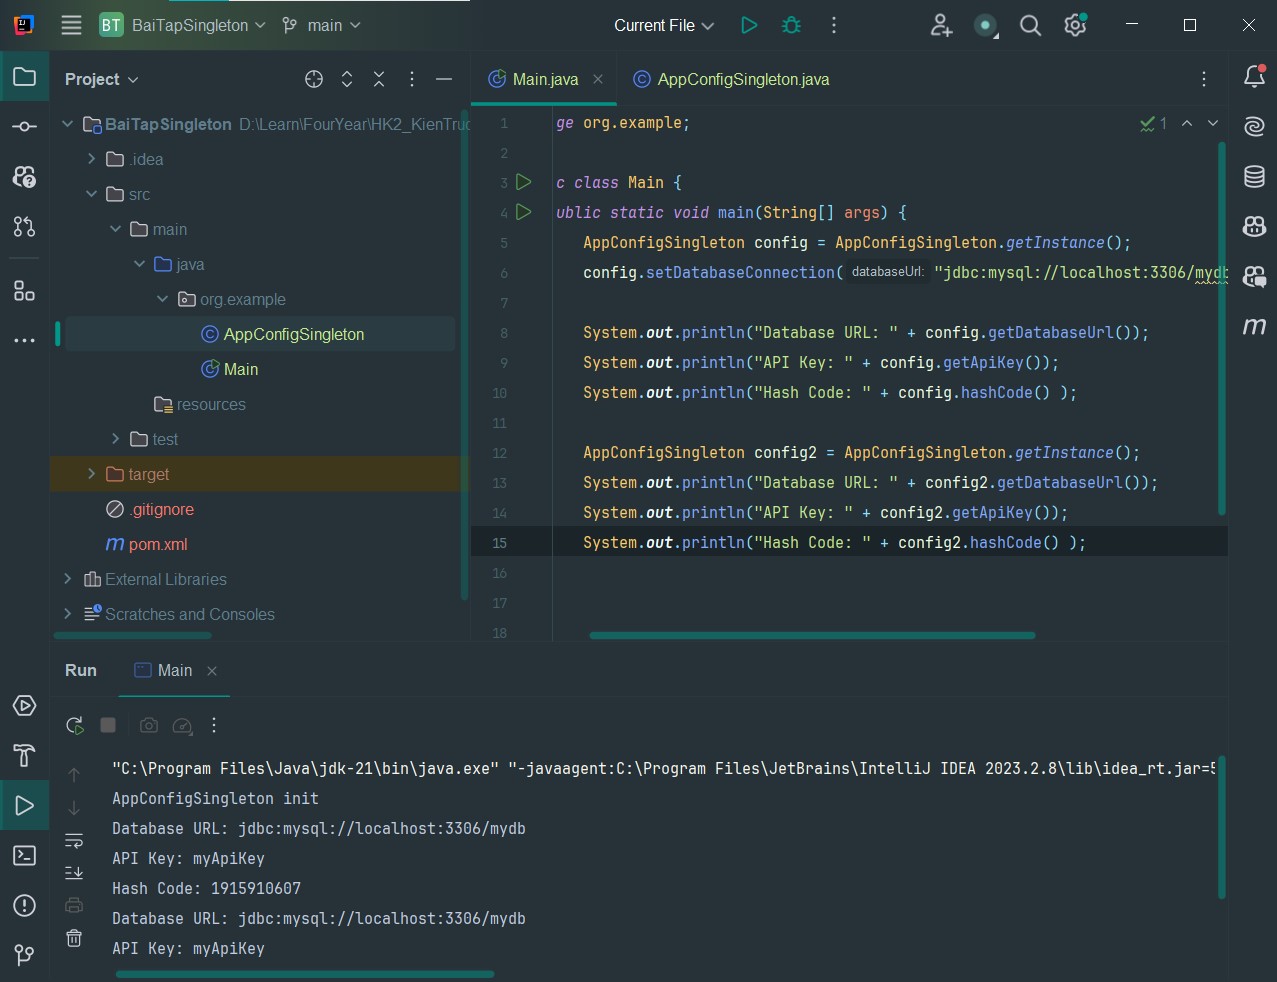 BT BaiTapSingleton main Current File
Project
BaiTapSingleton D:\Learn\FourYear\HK2_KienTruc
.idea
src
main
java
org.example
AppConfigSingleton
Main
resources
test
target
.gitignore
m pom.xml
External Libraries
Scratches and Consoles
Main.java AppConfigSingleton.java
1 ge org.example;
1
2
3 c class Main {
4 ublic static void main(String[] args) {
5 AppConfigSingleton config = AppConfigSingleton.getInstance();
6 config.setDatabaseConnection( databaseUrl: "jdbc:mysql://localhost:3306/mydb
7
8 System.out.println("Database URL: " + config.getDatabaseUrl());
9 System.out.println("API Key: " + config.getApiKey());
10 System.out.println("Hash Code: " + config.hashCode() );
11
12 AppConfigSingleton config2 = AppConfigSingleton.getInstance();
13 System.out.println("Database URL: " + config2.getDatabaseUrl());
14 System.out.println("API Key: " + config2.getApiKey());
15 System.out.println("Hash Code: " + config2.hashCode() );
16
17
18
m
Run Main
"C:\Program Files\Java\jdk-21\bin\java.exe" "-javaagent:C:\Program Files\JetBrains\IntelliJ IDEA 2023.2.8\lib\idea_rt.jar=5
AppConfigSingleton init
Database URL: jdbc:mysql://localhost:3306/mydb
API Key: myApiKey
Hash Code: 1915910607
Database URL: jdbc:mysql://localhost:3306/mydb
API Key: myApiKey